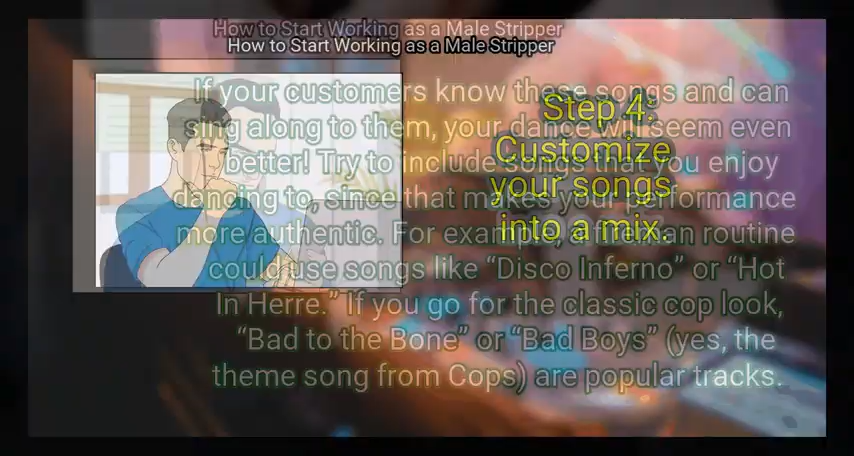 How to Start Working as a Male Stripper
How to Start Working as a Male Stripper
If your customers know these songs and can
sing along to them, your dance will seem even
better! Try to include songs that you enjoy
dancing to, since that makes your performance
more authentic. For example, a fireman routine
could use songs like “Disco Inferno” or “Hot
In Herre.” If you go for the classic cop look,
“Bad to the Bone” or “Bad Boys” (yes, the
theme song from Cops) are popular tracks.
Step 4:
Customize
your songs
into a mix.